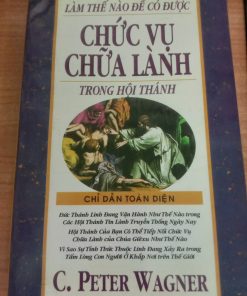 LÀM THẾ NÀO ĐỂ CÓ ĐƯỢC
CHỨC VỤ
CHỮA LÀNH
TRONG HỘI THÁNH
CHỈ DẪN TOÀN DIỆN
Đức Thánh Linh Đang Vận Hành Như Thế Nào trong
Các Hội Thánh Tin Lành Truyền Thống Ngày Nay
Hội Thánh Của Bạn Có Thể Tiếp Nối Chức Vụ
Chữa Lành của Chúa Giêxu Như Thế Nào
Vì Sao Sự Tỉnh Thức Thuộc Linh Đang Xảy Ra trong
Tấm Lòng Con Người Ở Khắp Nơi trên Thế Giới
C. PETER WAGNER